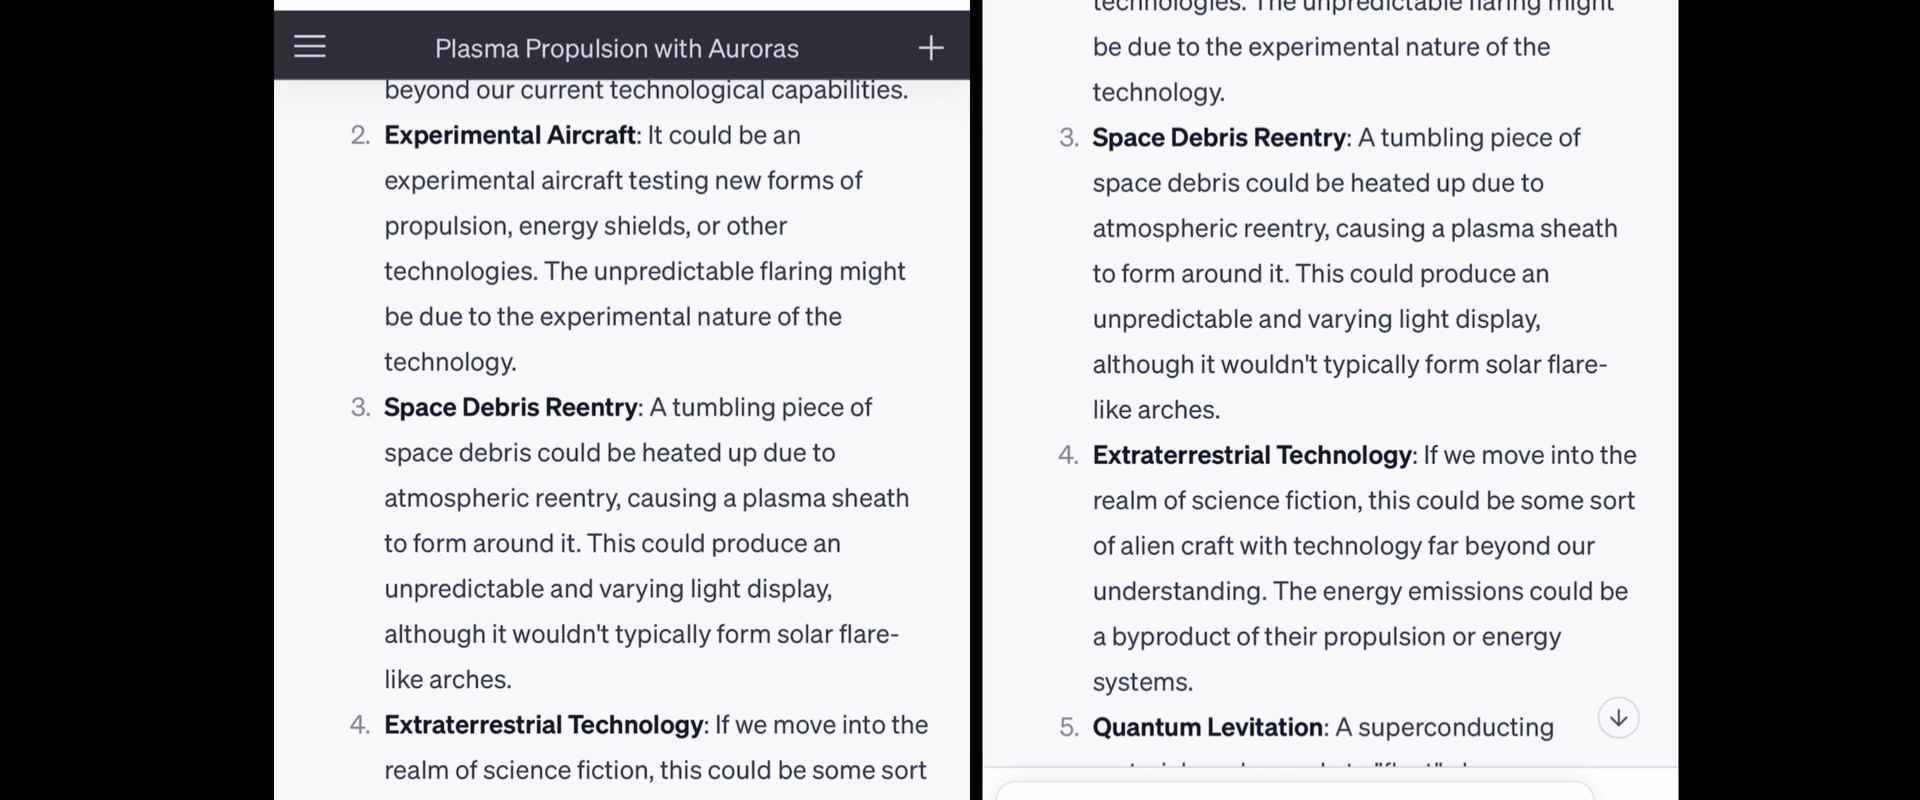 Plasma Propulsion with Auroras
beyond our current technological capabilities.
2. Experimental Aircraft: It could be an
experimental aircraft testing new forms of
propulsion, energy shields, or other
technologies. The unpredictable flaring might
be due to the experimental nature of the
technology.
3. Space Debris Reentry: A tumbling piece of
space debris could be heated up due to
atmospheric reentry, causing a plasma sheath
to form around it. This could produce an
unpredictable and varying light display,
although it wouldn't typically form solar flare-
like arches.
4. Extraterrestrial Technology: If we move into the
realm of science fiction, this could be some sort
technologies. The unpredictable flaring might
be due to the experimental nature of the
technology.
3. Space Debris Reentry: A tumbling piece of
space debris could be heated up due to
atmospheric reentry, causing a plasma sheath
to form around it. This could produce an
unpredictable and varying light display,
although it wouldn't typically form solar flare-
like arches.
4. Extraterrestrial Technology: If we move into the
realm of science fiction, this could be some sort
of alien craft with technology far beyond our
understanding. The energy emissions could be
a byproduct of their propulsion or energy
systems.
5. Quantum Levitation: A superconducting